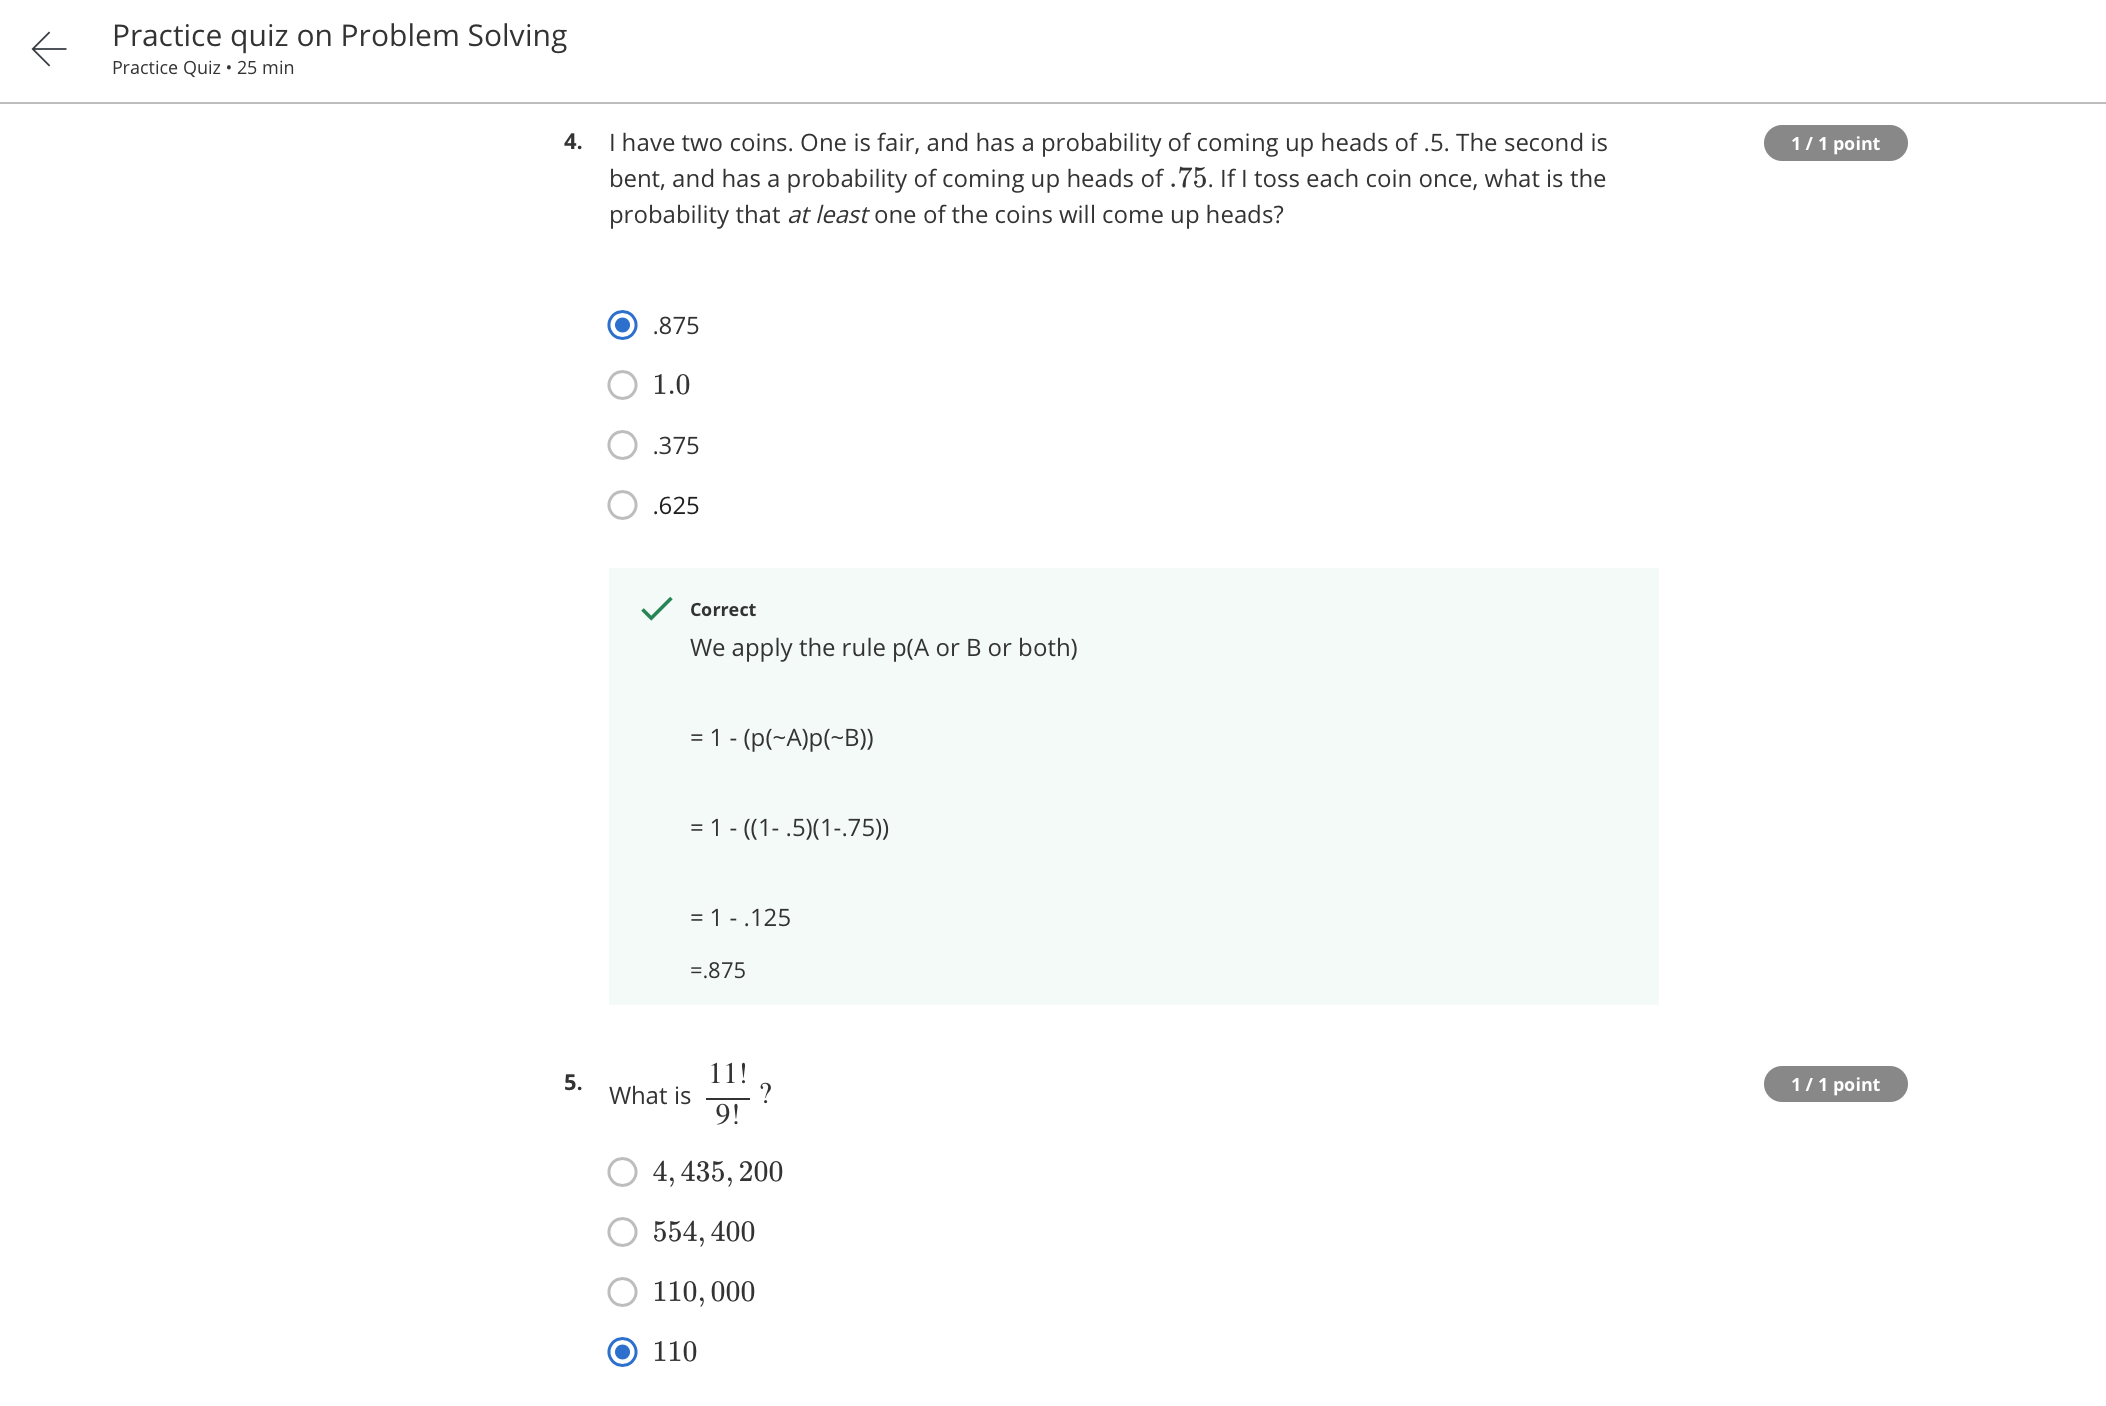 Practice quiz on Problem Solving
Practice Quiz • 25 min
4. I have two coins. One is fair, and has a probability of coming up heads of .5. The second is
bent, and has a probability of coming up heads of .75. If I toss each coin once, what is the
probability that at least one of the coins will come up heads?
1 / 1 point
.875
1.0
.375
.625
Correct
We apply the rule p(A or B or both)
= 1 - (p(~A)p(~B))
= 1 - ((1- .5)(1-.75))
= 1 - .125
=.875
5. What is 11!/9! ?
1 / 1 point
4, 435, 200
554, 400
110, 000
110